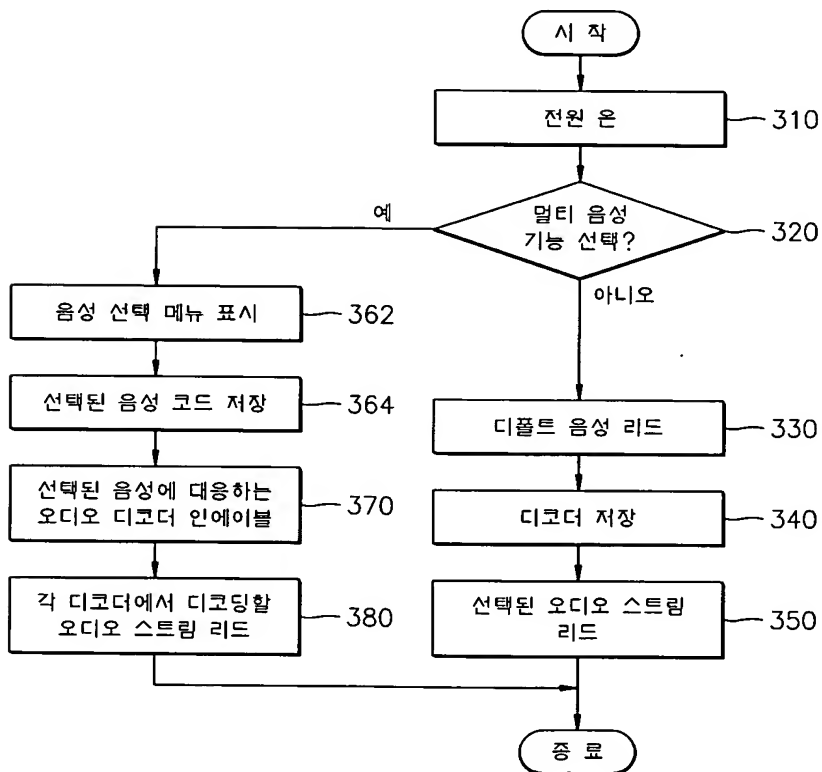 시 작
전원 온
310
멀티 음성
기능 선택?
320
예
아니오
음성 선택 메뉴 표시
362
선택된 음성 코드 저장
364
선택된 음성에 대응하는
오디오 디코더 인에이블
370
각 디코더에서 디코딩할
오디오 스트림 리드
380
디폴트 음성 리드
330
디코더 저장
340
선택된 오디오 스트림
리드
350
종 료